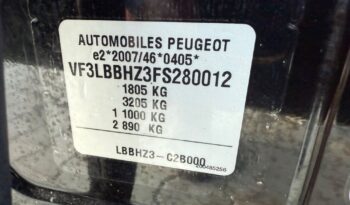 AUTOMOBILES PEUGEOT
e2*2007/46*0405*
VF3LBBHZ3FS280012
1805 KG
3205 KG
1 1000 KG
2 890 KG
LBBHZ3-C2B000